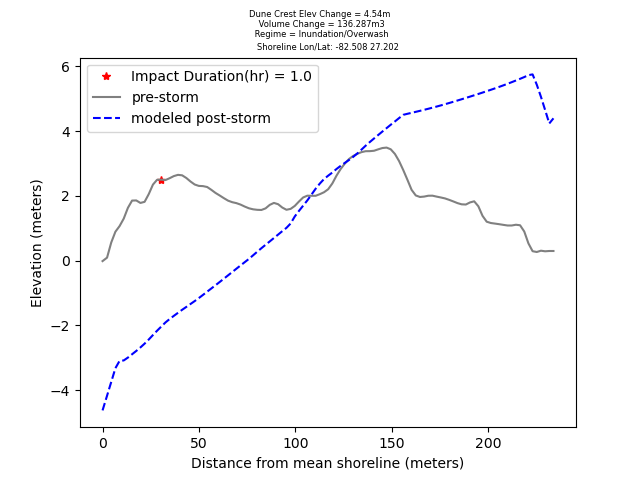 Dune Crest Elev Change = 4.54m
Volume Change = 136.287m3
Regime = Inundation/Overwash
Shoreline Lon/Lat: -82.508 27.202
Impact Duration(hr) = 1.0
pre-storm
modeled post-storm
6
4
2
0
−2
−4
Elevation (meters)
0 50 100 150 200
Distance from mean shoreline (meters)